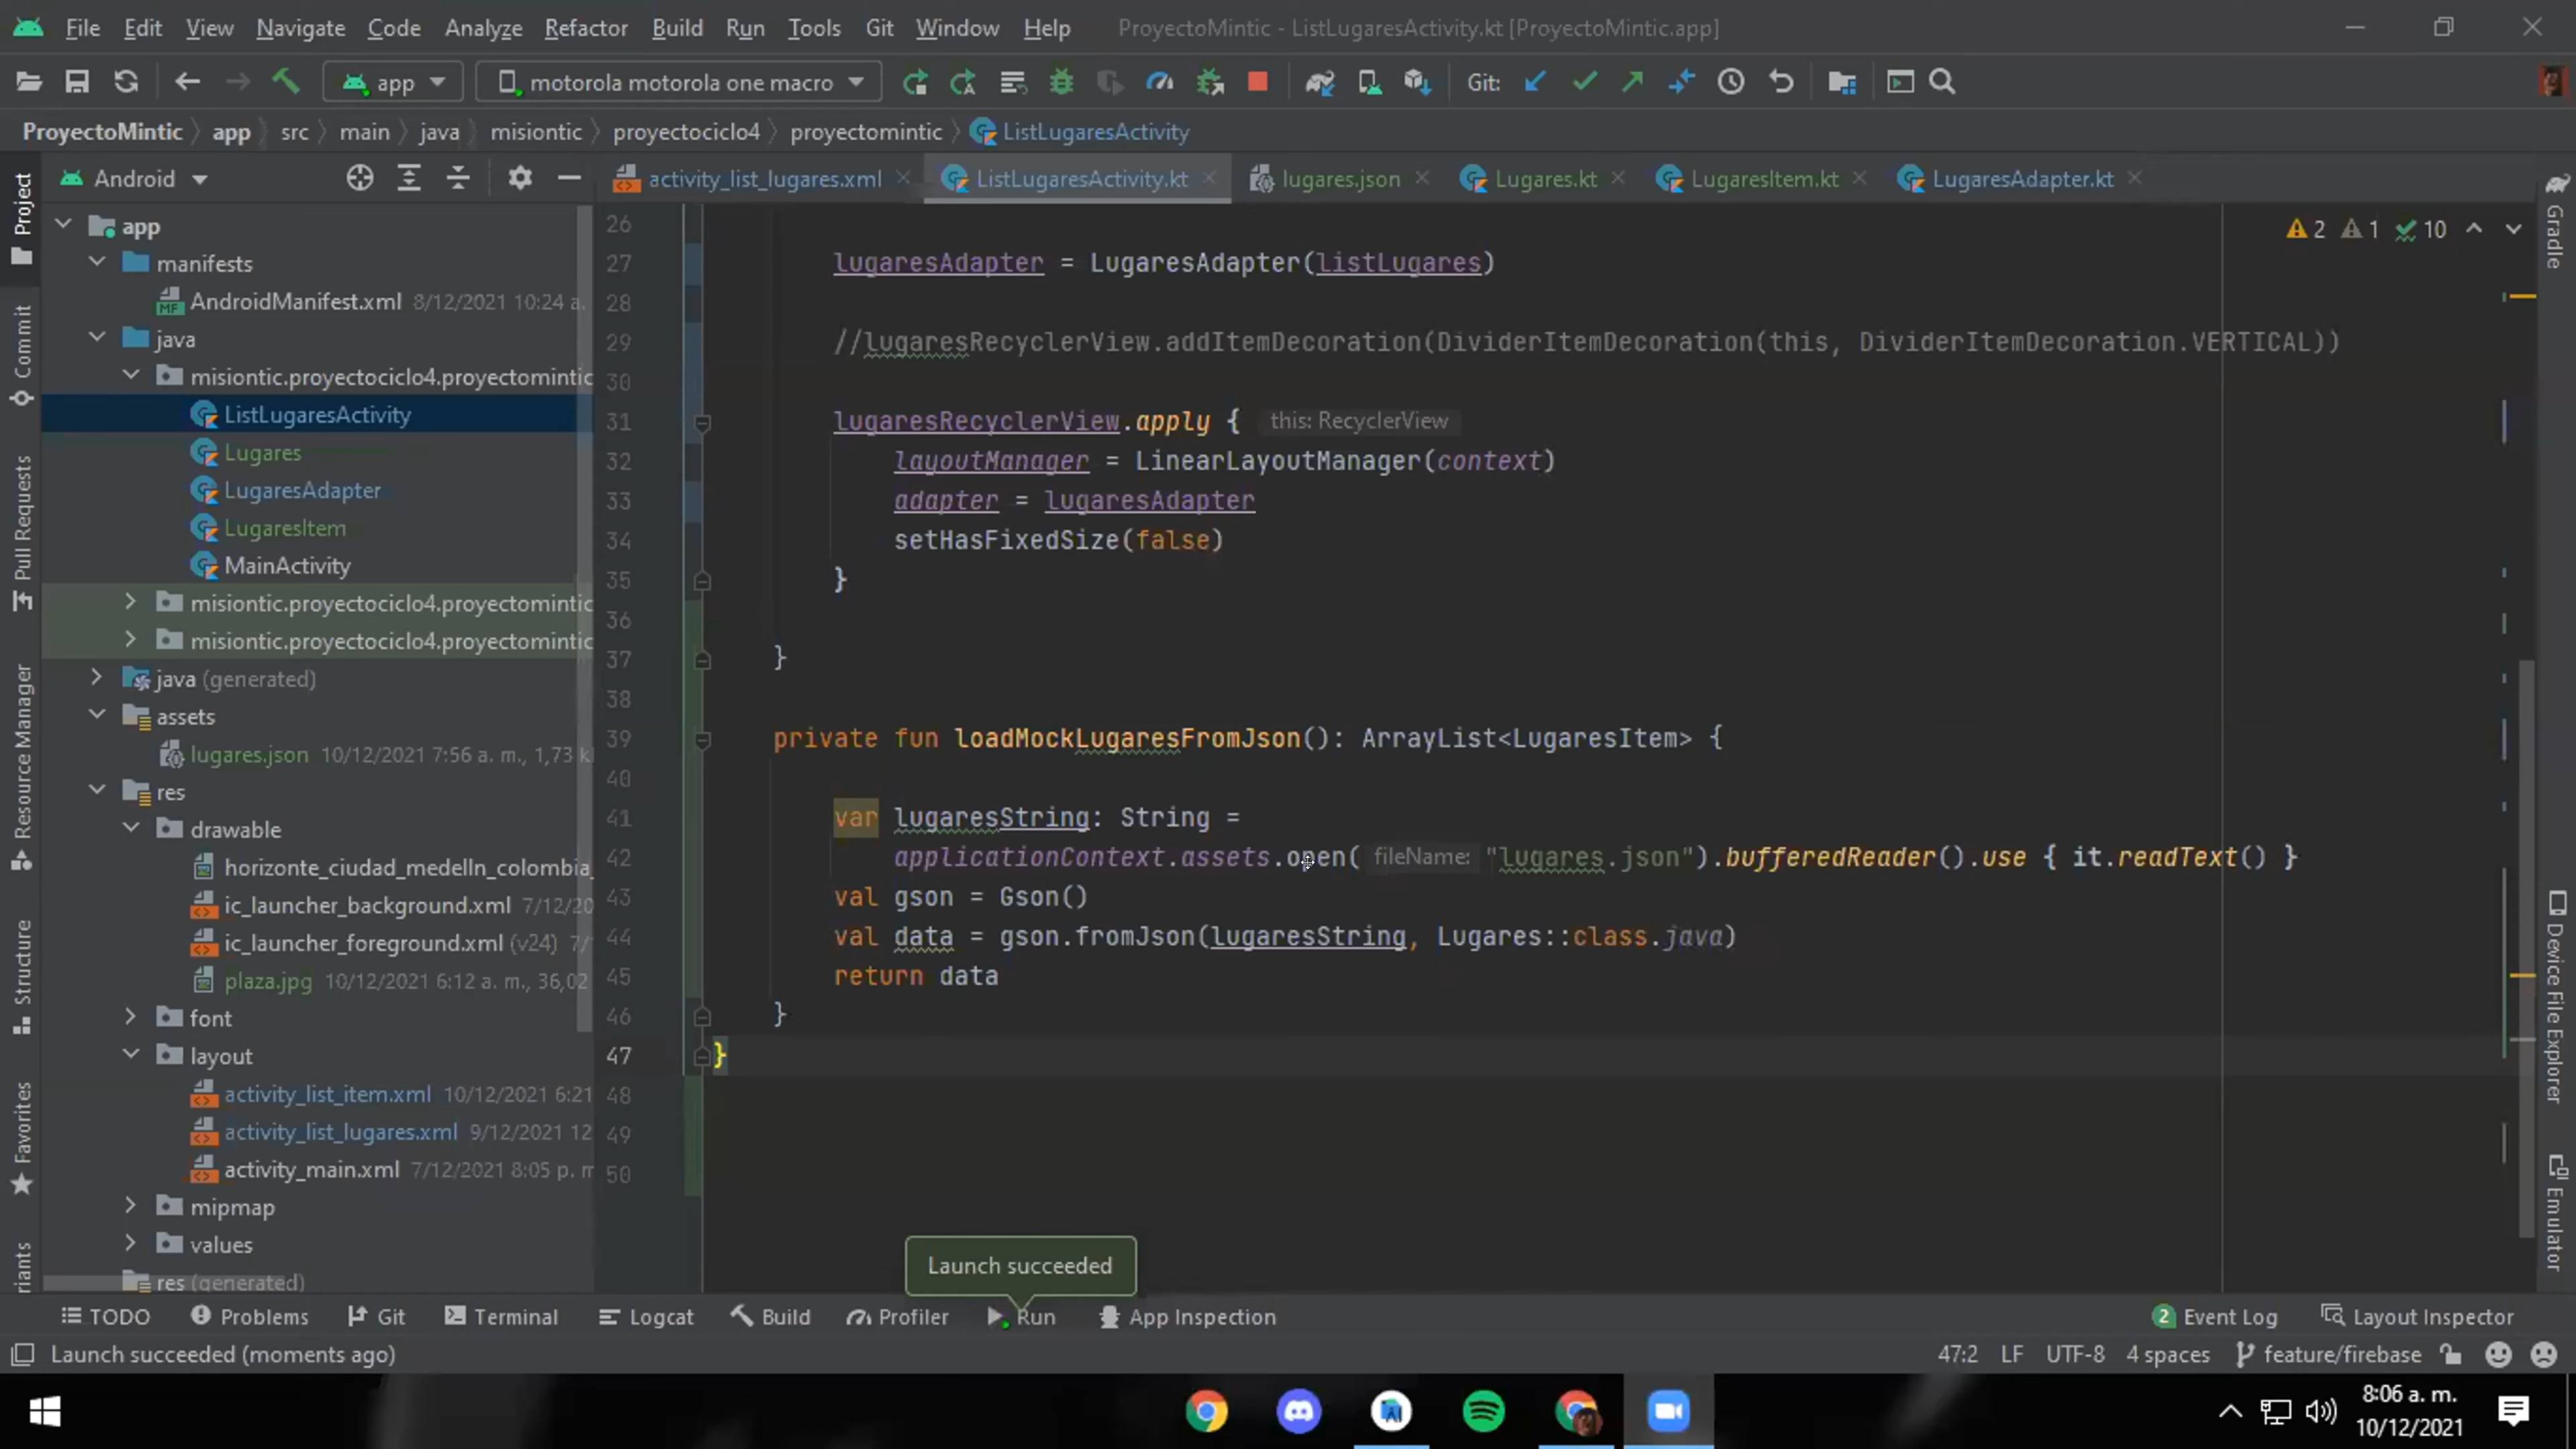 File Edit View Navigate Code Analyze Refactor Build Run Tools Git Window Help ProyectoMintic - ListLugaresActivity.kt [ProyectoMintic.app]
app motorola motorola one macro Git:
ProyectoMintic app src main java misiontic proyectociclo4 proyectomintic ListLugaresActivity
Android activity_list_lugares.xml ListLugaresActivity.kt lugares.json Lugares.kt LugaresItem.kt LugaresAdapter.kt
Project
Commit
Pull Requests
Resource Manager
Structure
Favorites
riants
app
manifests
AndroidManifest.xml 8/12/2021 10:24 a.
java
misiontic.proyectociclo4.proyectomintic
ListLugaresActivity
Lugares
LugaresAdapter
LugaresItem
MainActivity
misiontic.proyectociclo4.proyectomintic
misiontic.proyectociclo4.proyectomintic
java (generated)
assets
lugares.json 10/12/2021 7:56 a. m., 1,73 k
res
drawable
horizonte_ciudad_medelln_colombia_
ic_launcher_background.xml 7/12/20
ic_launcher_foreground.xml (v24) 7/
plaza.jpg 10/12/2021 6:12 a. m., 36,02
font
layout
activity_list_item.xml 10/12/2021 6:21
activity_list_lugares.xml 9/12/2021 12
activity_main.xml 7/12/2021 8:05 p. m
mipmap
values
res (generated)
2 1 10
26
27 lugaresAdapter = LugaresAdapter(listLugares)
28
29 //lugaresRecyclerView.addItemDecoration(DividerItemDecoration(this, DividerItemDecoration.VERTICAL))
30
31 lugaresRecyclerView.apply { this: RecyclerView
32 layoutManager = LinearLayoutManager(context)
33 adapter = lugaresAdapter
34 setHasFixedSize(false)
35 }
36
37 }
38
39 private fun loadMockLugaresFromJson(): ArrayList<LugaresItem> {
40
41 var lugaresString: String =
42 applicationContext.assets.open( fileName: "lugares.json").bufferedReader().use { it.readText() }
43 val gson = Gson()
44 val data = gson.fromJson(lugaresString, Lugares::class.java)
45 return data
46 }
47 }
48
49
50
Gradle
Device File Explorer
Emulator
Launch succeeded
TODO Problems Git Terminal Logcat Build Profiler Run App Inspection 2 Event Log Layout Inspector
Launch succeeded (moments ago) 47:2 LF UTF-8 4 spaces feature/firebase
8:06 a. m.
10/12/2021